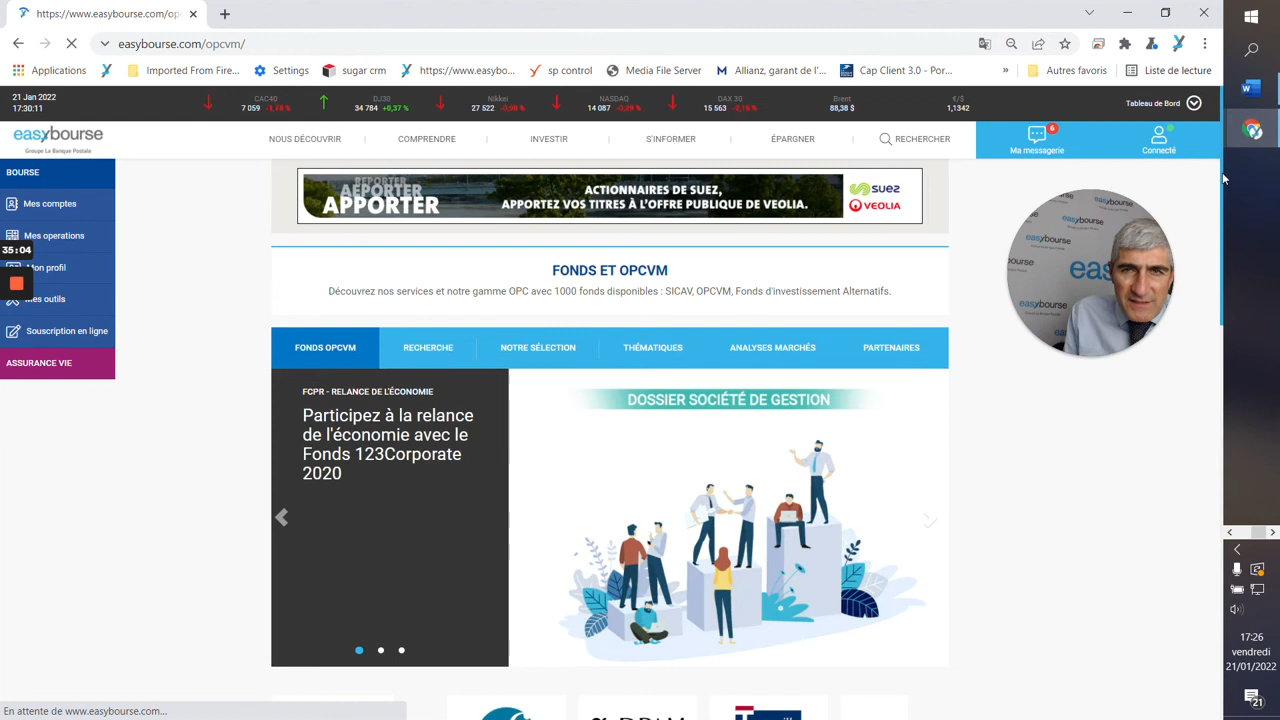 https://www.easybourse.com/op
easybourse.com/opcvm/
Applications
Imported From Fire...
Settings
sugar crm
https://www.easybo...
sp control
Media File Server
Allianz, garant de l'...
Cap Client 3.0 - Por...
»
Autres favoris
Liste de lecture
21 Jan 2022
17:30:11
CAC40
7 059
DJ30
34 784 +0,37 %
Nikkei
27 522
NASDAQ
14 087
DAX 30
15 563
Brent
88,38 $
€/$
1,1342
Tableau de Bord
easybourse
Groupe La Banque Postale
NOUS DÉCOUVRIR
COMPRENDRE
INVESTIR
S'INFORMER
ÉPARGNER
RECHERCHER
6
Ma messagerie
Connecté
BOURSE
Mes comptes
Mes operations
35:04
Mon profil
Mes outils
Souscription en ligne
ASSURANCE VIE
APPORTER
ACTIONNAIRES DE SUEZ,
APPORTEZ VOS TITRES À L'OFFRE PUBLIQUE DE VEOLIA.
suez
VEOLIA
FONDS ET OPCVM
Découvrez nos services et notre gamme OPC avec 1000 fonds disponibles : SICAV, OPCVM, Fonds d'investissement Alternatifs.
FONDS OPCVM
RECHERCHE
NOTRE SÉLECTION
THÉMATIQUES
ANALYSES MARCHÉS
PARTENAIRES
FCPR - RELANCE DE L'ÉCONOMIE
Participez à la relance
de l'économie avec le
Fonds 123Corporate
2020
DOSSIER SOCIÉTÉ DE GESTION
easybourse
easybourse
easybourse
En attente de www.easybourse.com...
17:26
vendredi
21/01/2022
21